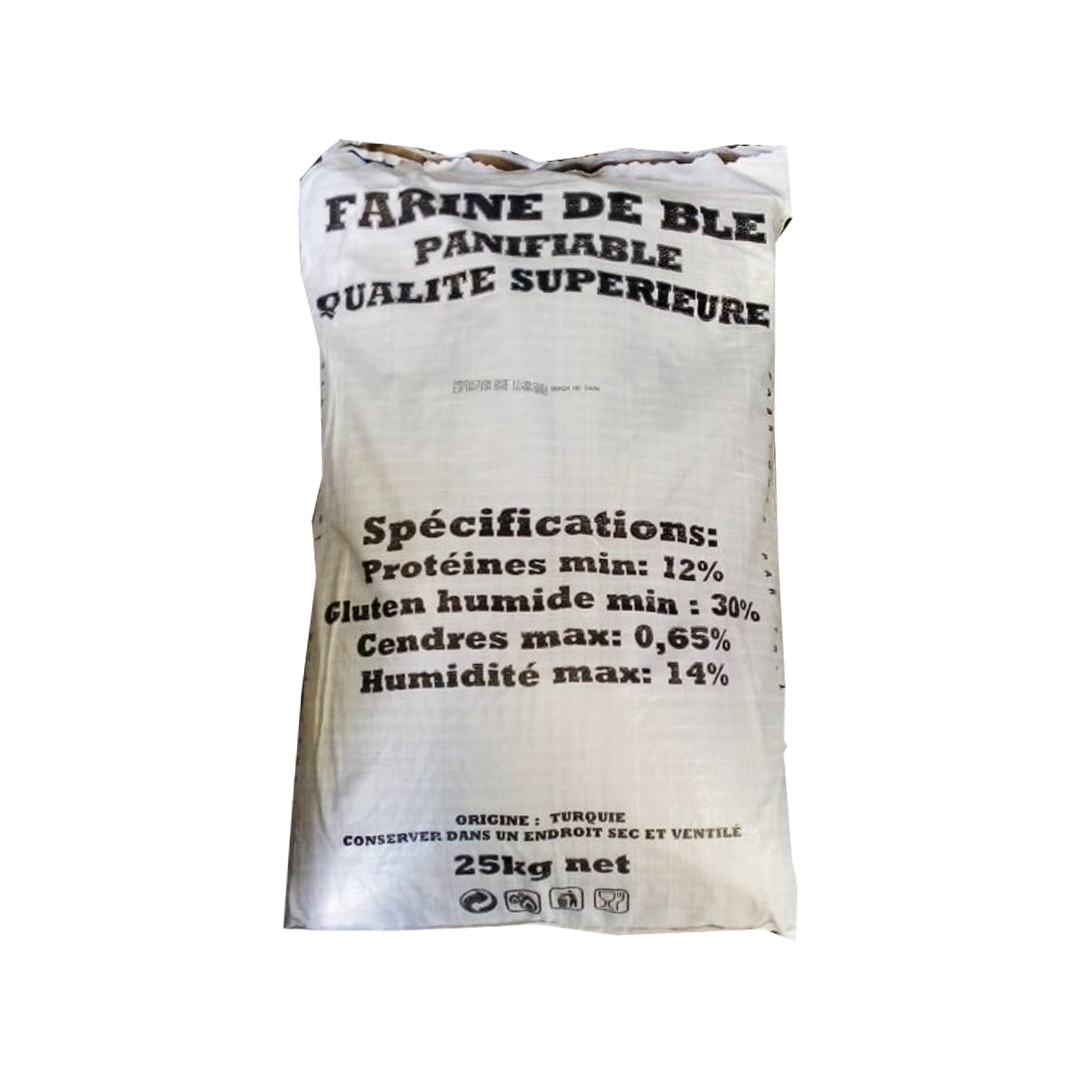 FARINE DE BLE
PANIFIABLE
QUALITE SUPERIEURE
Spécifications:
Protéines min: 12%
Gluten humide min : 30%
Cendres max: 0,65%
Humidité max: 14%
ORIGINE : TURQUIE
CONSERVER DANS UN ENDROIT SEC ET VENTILÉ
25kg net